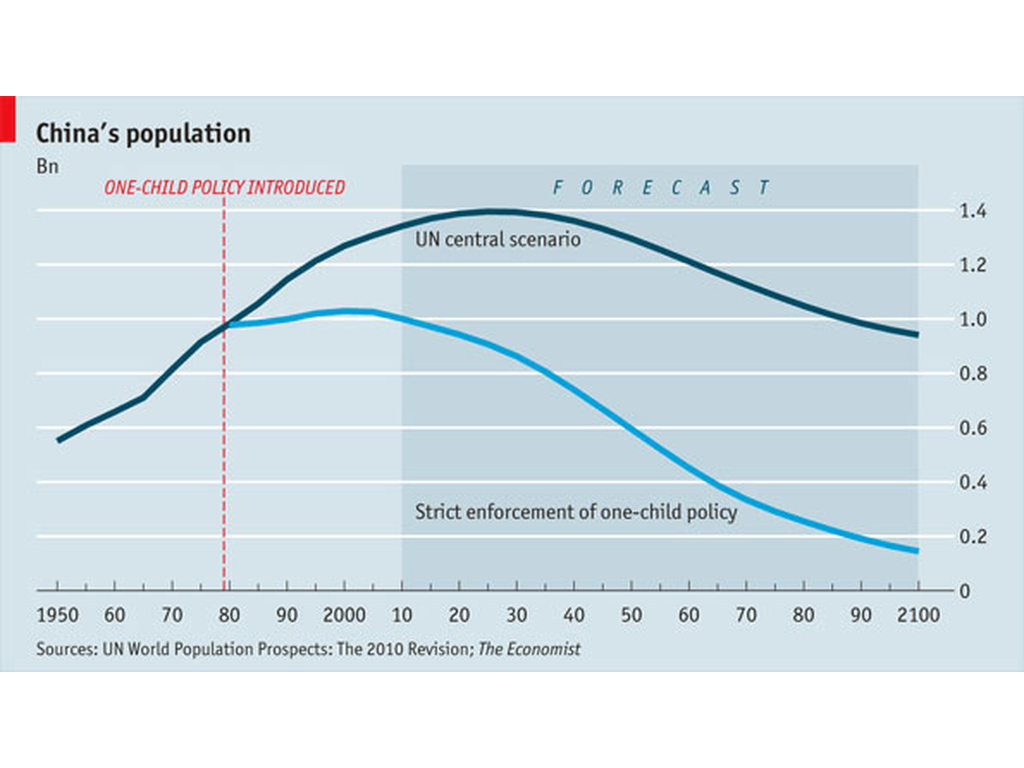 China's population
Bn
ONE-CHILD POLICY INTRODUCED
FORECAST
1.4
UN central scenario
1.2
1.0
0.8
0.6
0.4
Strict enforcement of one-child policy
0.2
0
1950 60 70 80 90 2000 10 20 30 40 50 60 70 80 90 2100
Sources: UN World Population Prospects: The 2010 Revision; The Economist